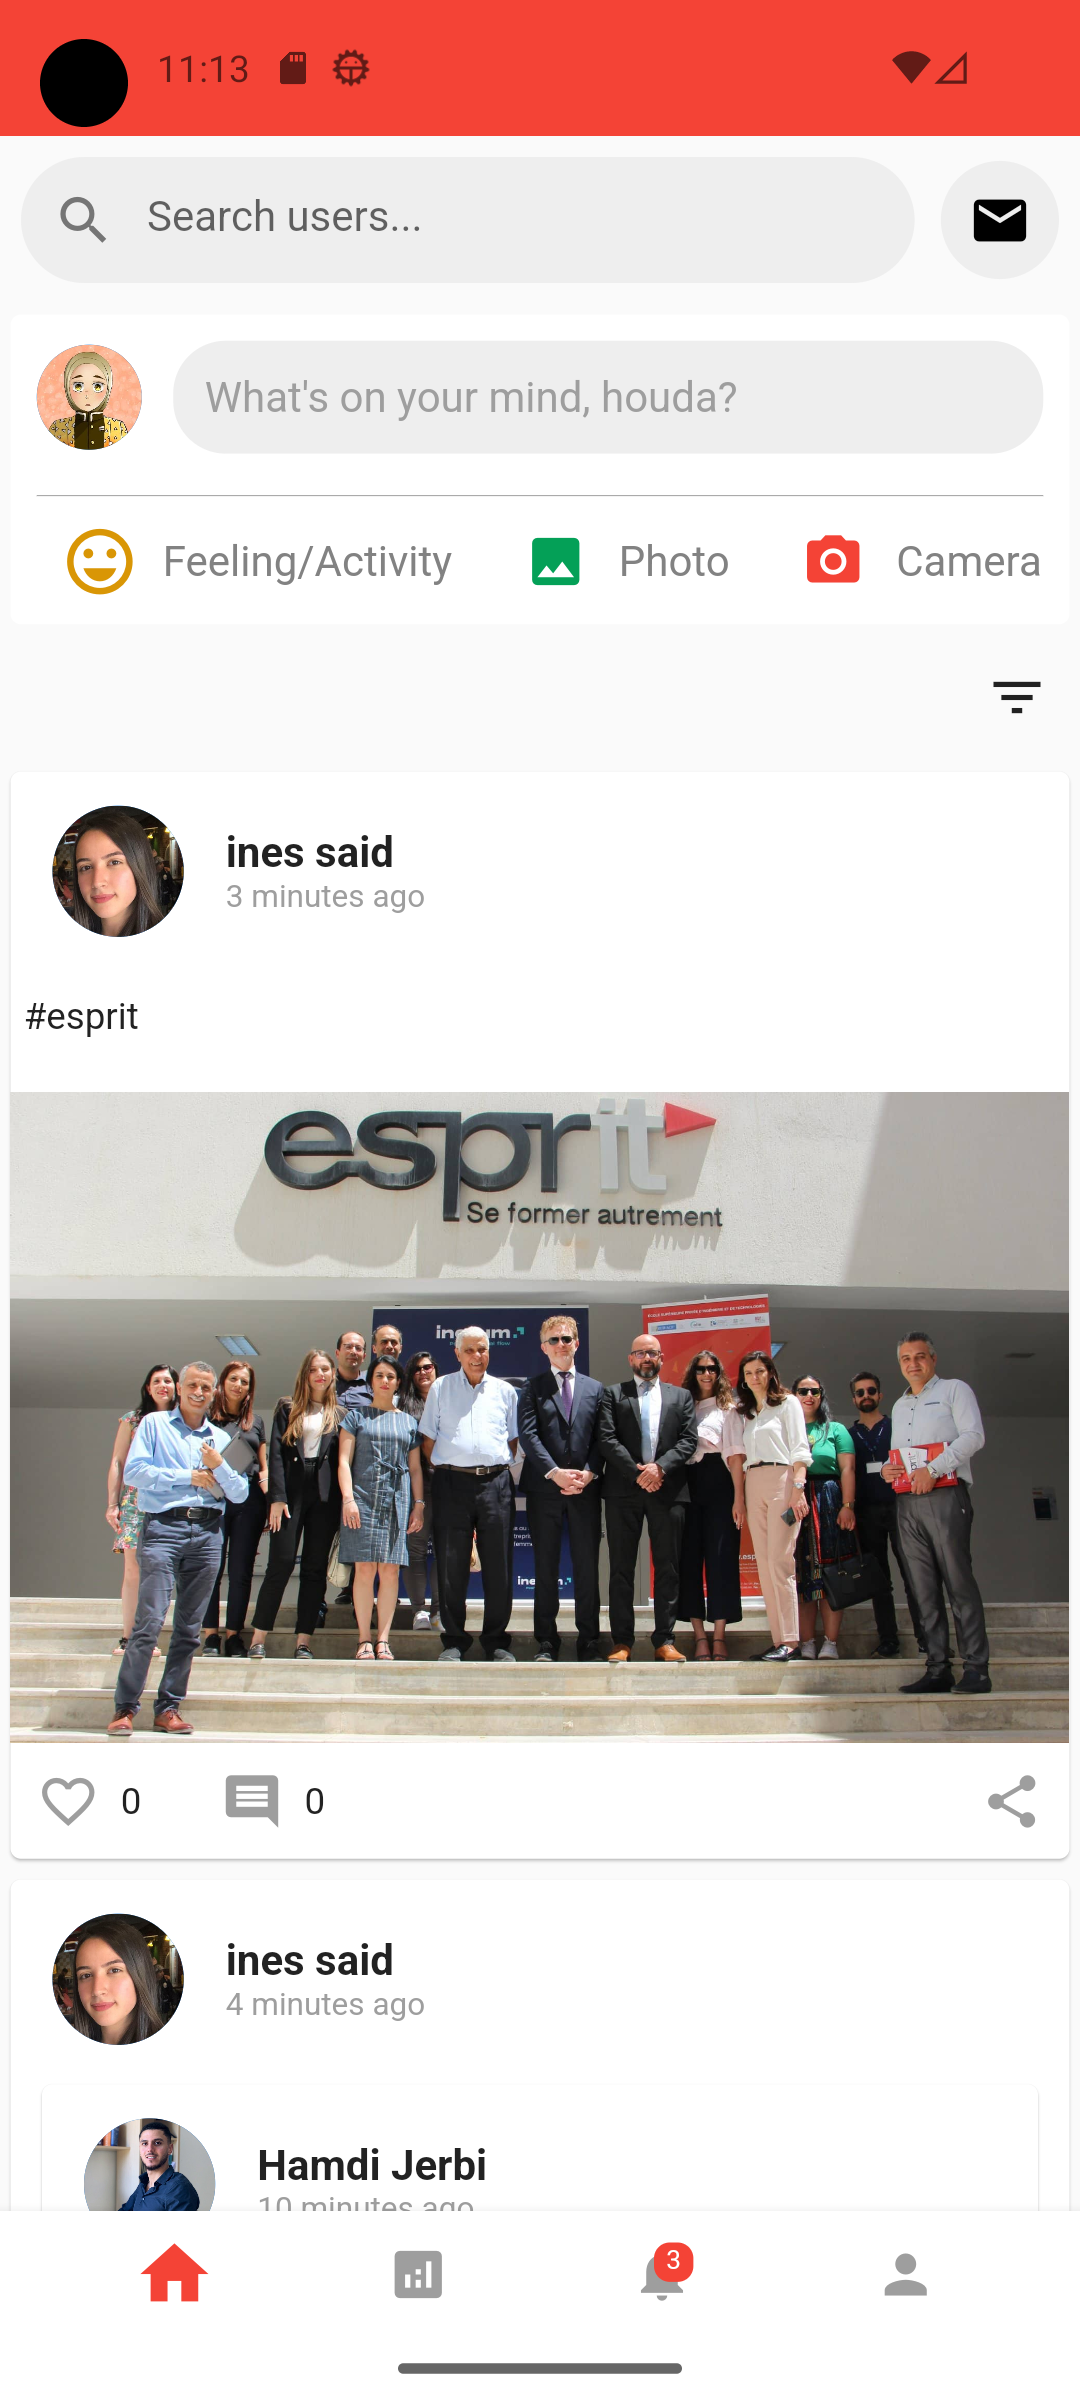 11:13
Search users...
What's on your mind, houda?
Feeling/Activity Photo Camera
ines said
3 minutes ago
#esprit
esprit
Se former autrement
0 0
ines said
4 minutes ago
Hamdi Jerbi
10 minutes ago
3